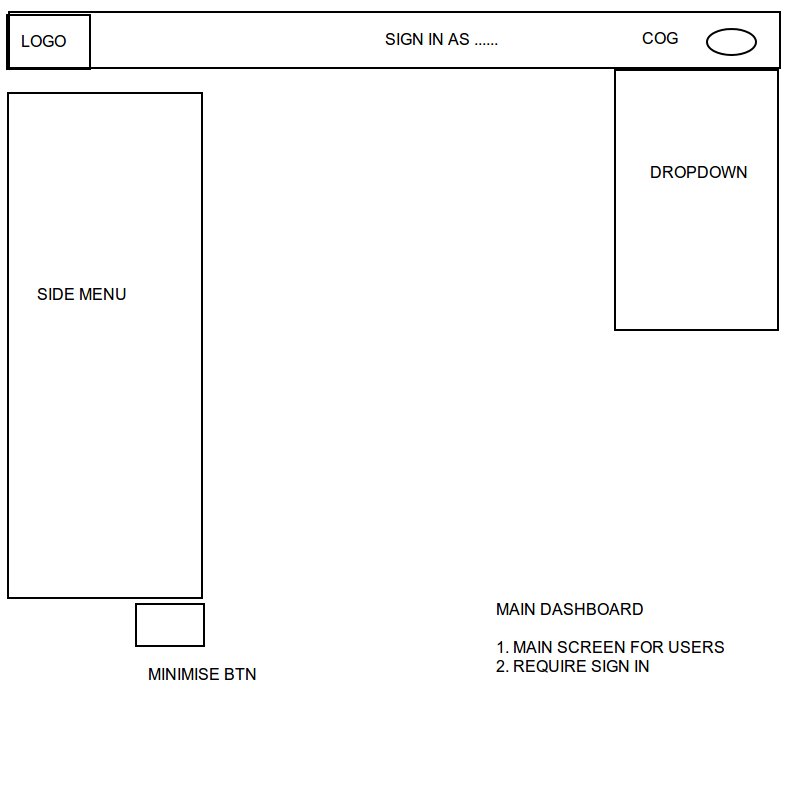 LOGO
SIGN IN AS ......
COG
DROPDOWN
SIDE MENU
MAIN DASHBOARD
1. MAIN SCREEN FOR USERS
2. REQUIRE SIGN IN
MINIMISE BTN